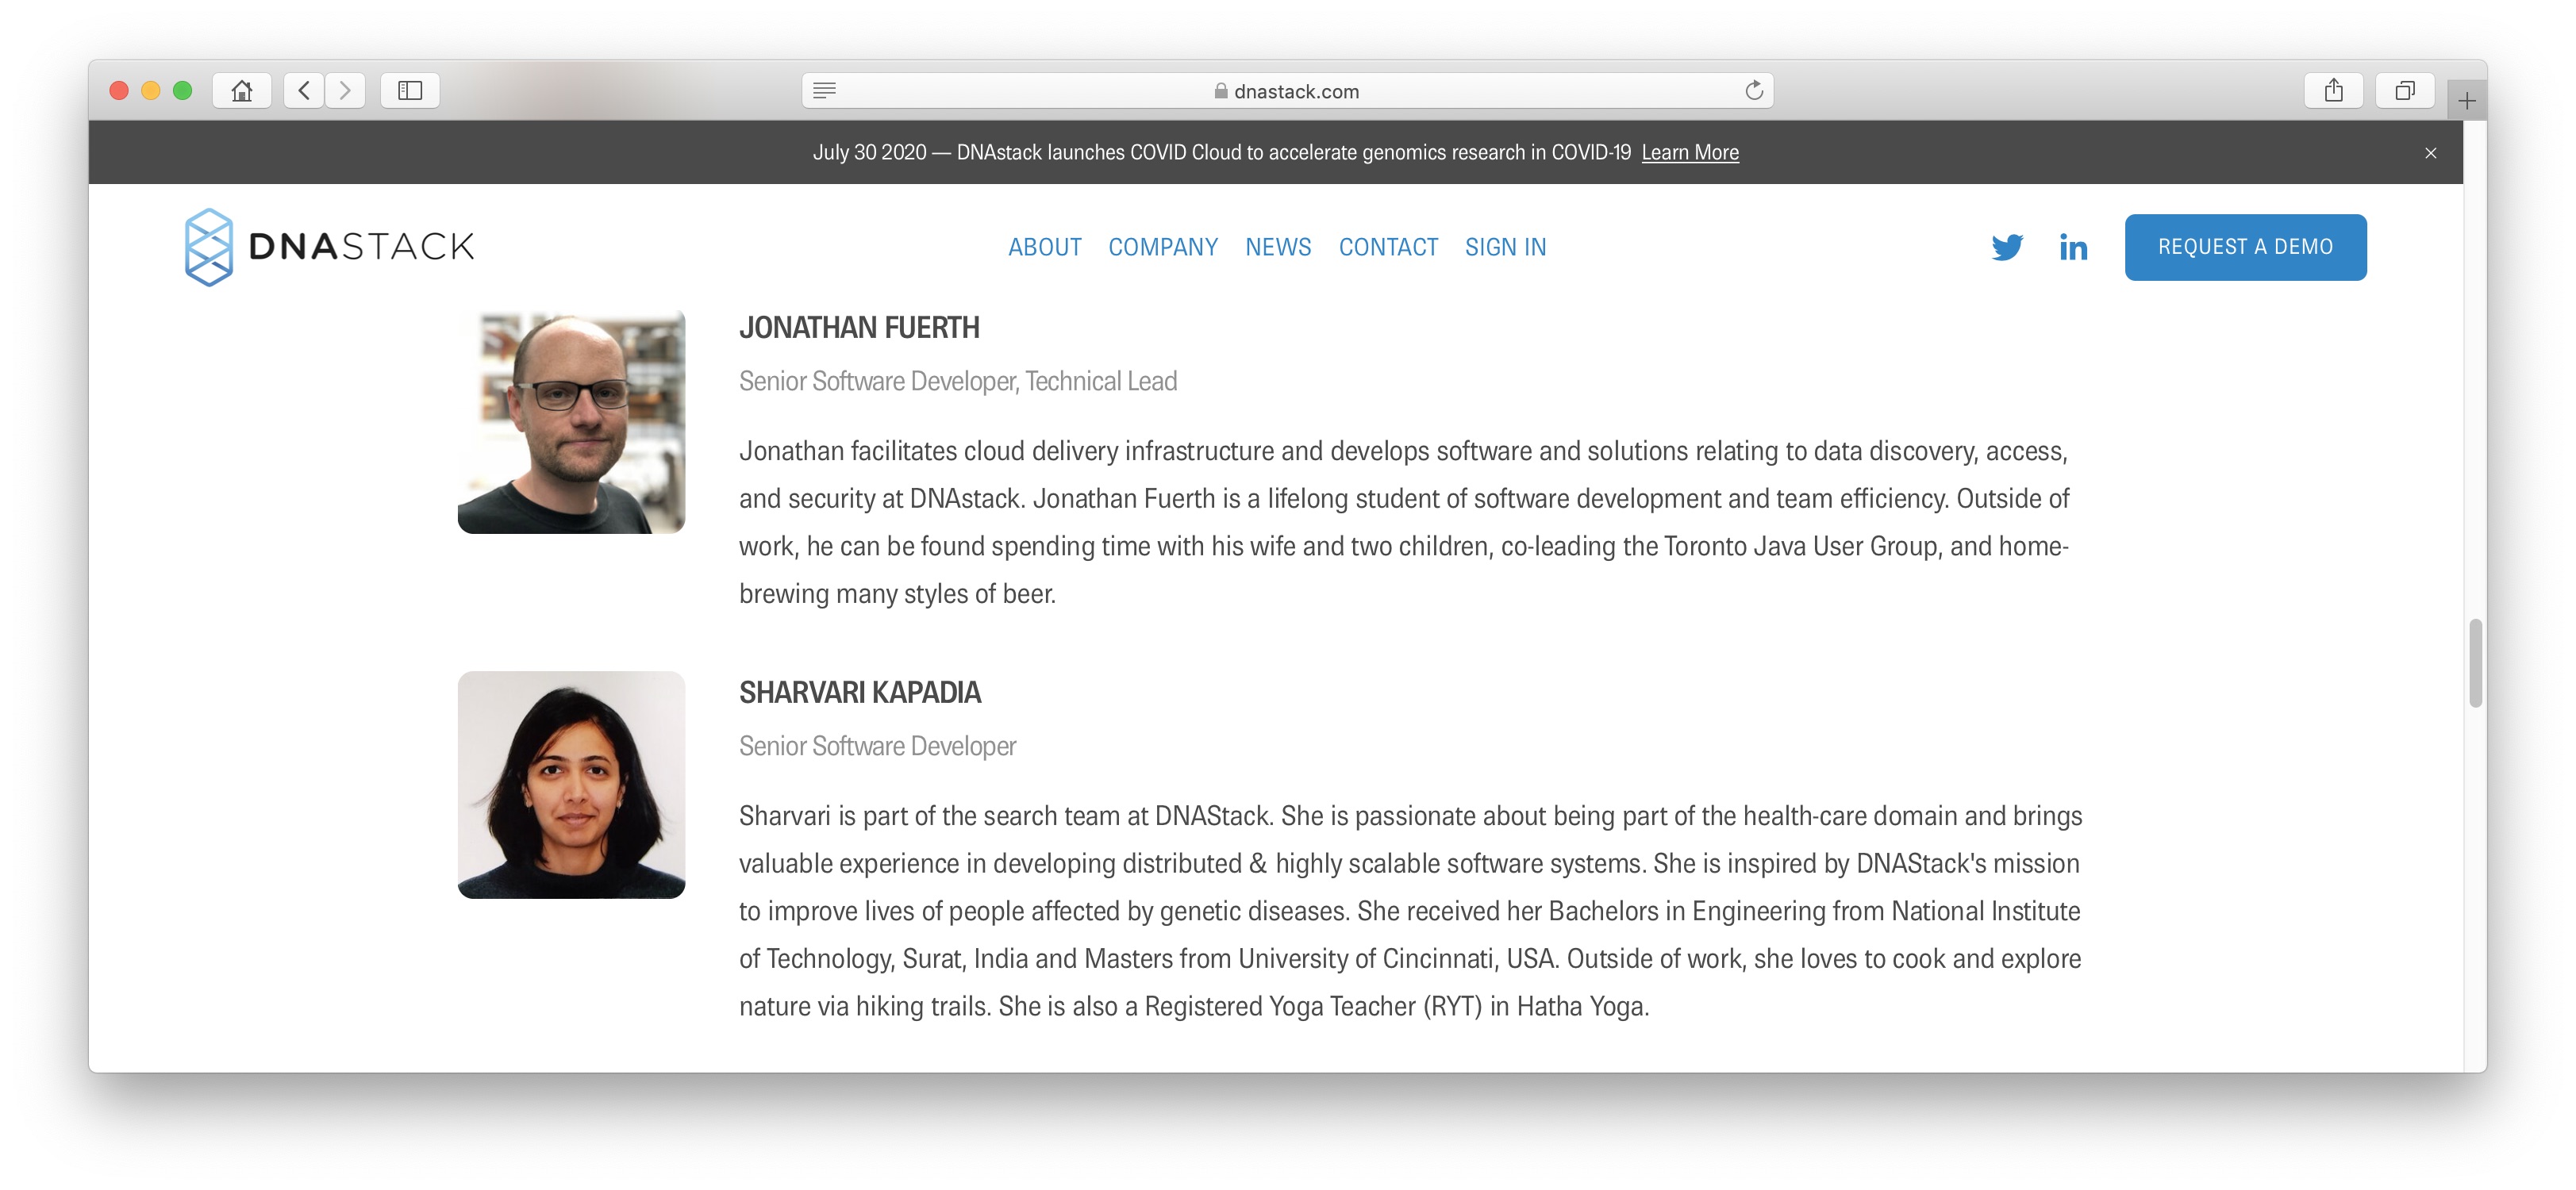 dnastack.com
July 30 2020 — DNAstack launches COVID Cloud to accelerate genomics research in COVID-19 Learn More
DNASTACK
ABOUT COMPANY NEWS CONTACT SIGN IN
REQUEST A DEMO
JONATHAN FUERTH
Senior Software Developer, Technical Lead
Jonathan facilitates cloud delivery infrastructure and develops software and solutions relating to data discovery, access,
and security at DNAstack. Jonathan Fuerth is a lifelong student of software development and team efficiency. Outside of
work, he can be found spending time with his wife and two children, co-leading the Toronto Java User Group, and home-
brewing many styles of beer.
SHARVARI KAPADIA
Senior Software Developer
Sharvari is part of the search team at DNAStack. She is passionate about being part of the health-care domain and brings
valuable experience in developing distributed & highly scalable software systems. She is inspired by DNAStack's mission
to improve lives of people affected by genetic diseases. She received her Bachelors in Engineering from National Institute
of Technology, Surat, India and Masters from University of Cincinnati, USA. Outside of work, she loves to cook and explore
nature via hiking trails. She is also a Registered Yoga Teacher (RYT) in Hatha Yoga.